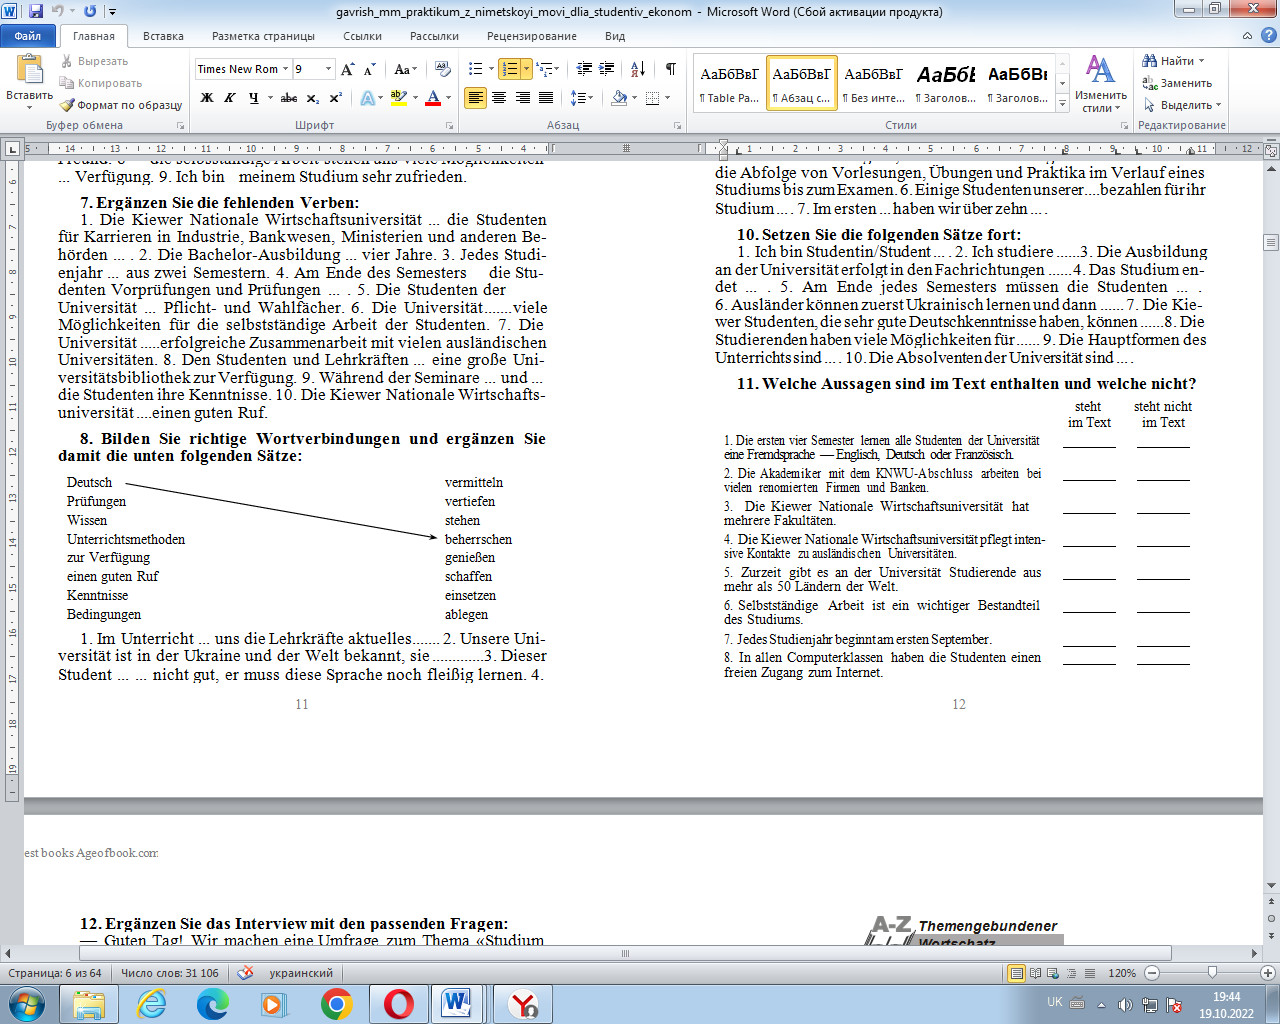 gavrish_mm_praktikum_z_nimetskoyi_movi_dlia_studentiv_ekonom - Microsoft Word (Сбой активации продукта)
Файл Главная Вставка Разметка страницы Ссылки Рассылки Рецензирование Вид
Вставить
Вырезать
Копировать
Формат по образцу
Буфер обмена
Times New Rom 9
Ж К Ч abc x₂ x²
Шрифт
Абзац
АаБбВвГ АаБбВвГ АаБбВвГ АаБбЕ АаБбВв
¶ Table Pa... ¶ Абзац с... ¶ Без инте... ¶ Заголов... ¶ Заголов...
Стили
Изменить стили
Найти
Заменить
Выделить
Редактирование
... Verfügung. 9. Ich bin meinem Studium sehr zufrieden.
7. Ergänzen Sie die fehlenden Verben:
1. Die Kiewer Nationale Wirtschaftsuniversität ... die Studenten
für Karrieren in Industrie, Bankwesen, Ministerien und anderen Be-
hörden ... . 2. Die Bachelor-Ausbildung ... vier Jahre. 3. Jedes Studi-
enjahr ... aus zwei Semestern. 4. Am Ende des Semesters die Stu-
denten Vorprüfungen und Prüfungen ... . 5. Die Studenten der
Universität ... Pflicht- und Wahlfächer. 6. Die Universität.......viele
Möglichkeiten für die selbstständige Arbeit der Studenten. 7. Die
Universität .....erfolgreiche Zusammenarbeit mit vielen ausländischen
Universitäten. 8. Den Studenten und Lehrkräften ... eine große Uni-
versitätsbibliothek zur Verfügung. 9. Während der Seminare ... und ...
die Studenten ihre Kenntnisse. 10. Die Kiewer Nationale Wirtschafts-
universität ....einen guten Ruf.
8. Bilden Sie richtige Wortverbindungen und ergänzen Sie
damit die unten folgenden Sätze:
Deutsch vermitteln
Prüfungen vertiefen
Wissen stehen
Unterrichtsmethoden beherrschen
zur Verfügung genießen
einen guten Ruf schaffen
Kenntnisse einsetzen
Bedingungen ablegen
1. Im Unterricht ... uns die Lehrkräfte aktuelles....... 2. Unsere Uni-
versität ist in der Ukraine und der Welt bekannt, sie .............3. Dieser
Student ... ... nicht gut, er muss diese Sprache noch fleißig lernen. 4.
11
die Abfolge von Vorlesungen, Übungen und Praktika im Verlauf eines
Studiums bis zum Examen. 6. Einige Studenten unserer....bezahlen für ihr
Studium ... . 7. Im ersten ... haben wir über zehn ... .
10. Setzen Sie die folgenden Sätze fort:
1. Ich bin Studentin/Student ... . 2. Ich studiere ......3. Die Ausbildung
an der Universität erfolgt in den Fachrichtungen ......4. Das Studium en-
det ... . 5. Am Ende jedes Semesters müssen die Studenten ... .
6. Ausländer können zuerst Ukrainisch lernen und dann ...... 7. Die Kie-
wer Studenten, die sehr gute Deutschkenntnisse haben, können ......8. Die
Studierenden haben viele Möglichkeiten für...... 9. Die Hauptformen des
Unterrichts sind ... . 10. Die Absolventen der Universität sind ... .
11. Welche Aussagen sind im Text enthalten und welche nicht?
steht steht nicht
im Text im Text
1. Die ersten vier Semester lernen alle Studenten der Universität
eine Fremdsprache — Englisch, Deutsch oder Französisch.
2. Die Akademiker mit dem KNWU-Abschluss arbeiten bei
vielen renomierten Firmen und Banken.
3. Die Kiewer Nationale Wirtschaftsuniversität hat
mehrere Fakultäten.
4. Die Kiewer Nationale Wirtschaftsuniversität pflegt inten-
sive Kontakte zu ausländischen Universitäten.
5. Zurzeit gibt es an der Universität Studierende aus
mehr als 50 Ländern der Welt.
6. Selbstständige Arbeit ist ein wichtiger Bestandteil
des Studiums.
7. Jedes Studienjahr beginnt am ersten September.
8. In allen Computerklassen haben die Studenten einen
freien Zugang zum Internet.
12
est books Ageofbook.com
12. Ergänzen Sie das Interview mit den passenden Fragen:
— Guten Tag! Wir machen eine Umfrage zum Thema «Studium
A-Z Themengebundener
Wortschatz
Страница: 6 из 64 Число слов: 31 106 украинский 120%
UK 19:44
19.10.2022